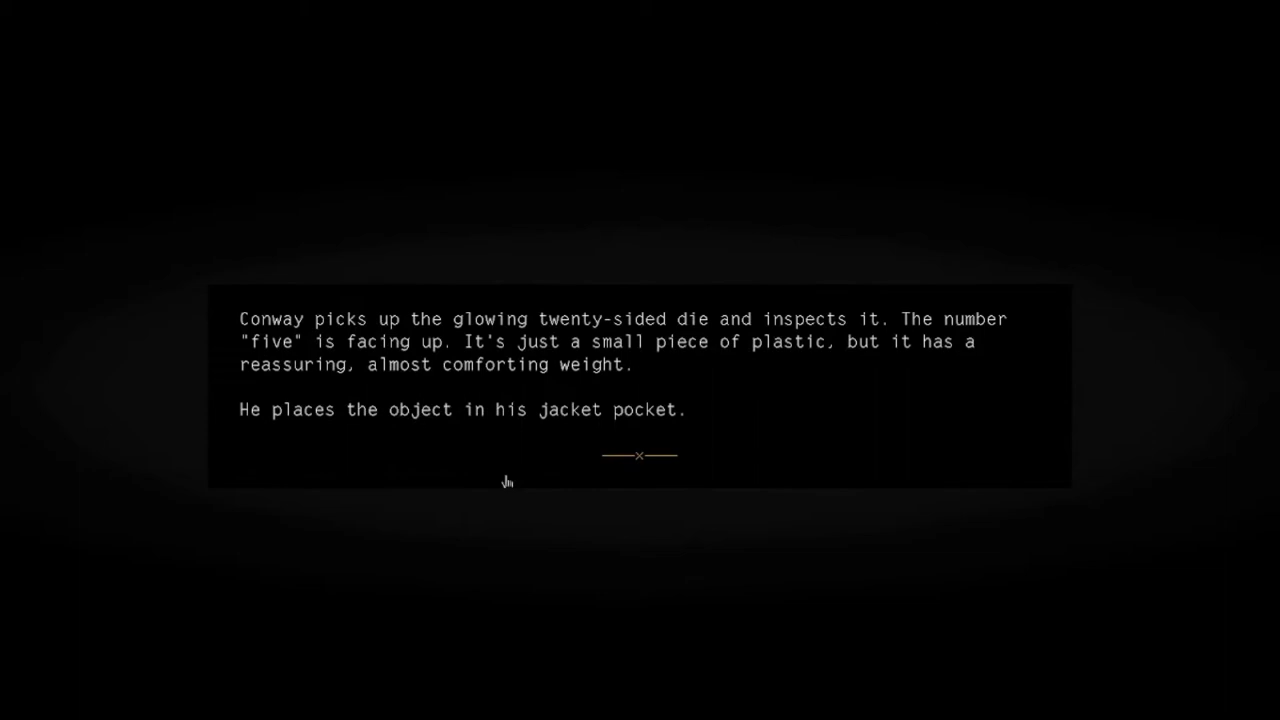 Conway picks up the glowing twenty-sided die and inspects it. The number
"five" is facing up. It's just a small piece of plastic, but it has a
reassuring, almost comforting weight.
He places the object in his jacket pocket.